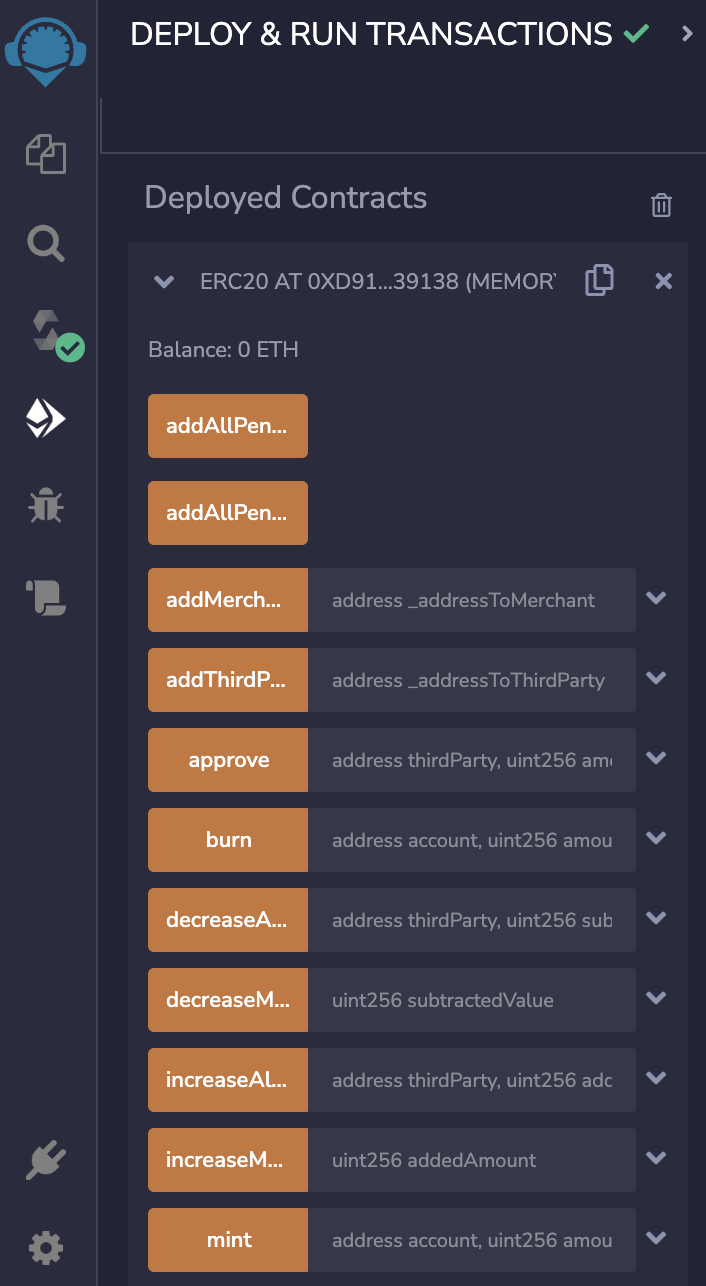 DEPLOY & RUN TRANSACTIONS
Deployed Contracts
ERC20 AT 0XD91...39138 (MEMORY
Balance: 0 ETH
addAllPen...
addAllPen...
addMerch... address _addressToMerchant
addThirdP... address _addressToThirdParty
approve address thirdParty, uint256 am
burn address account, uint256 amou
decreaseA... address thirdParty, uint256 sub
decreaseM... uint256 subtractedValue
increaseAl... address thirdParty, uint256 add
increaseM... uint256 addedAmount
mint address account, uint256 amou